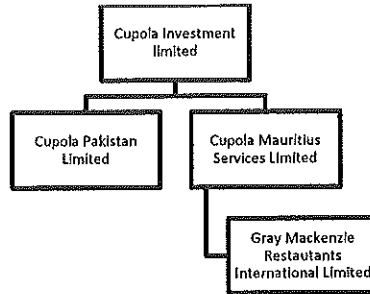 Cupola Investment
limited
Cupola Pakistan
Limited
Cupola Mauritius
Services Limited
Gray Mackenzie
Restautants
International Limited